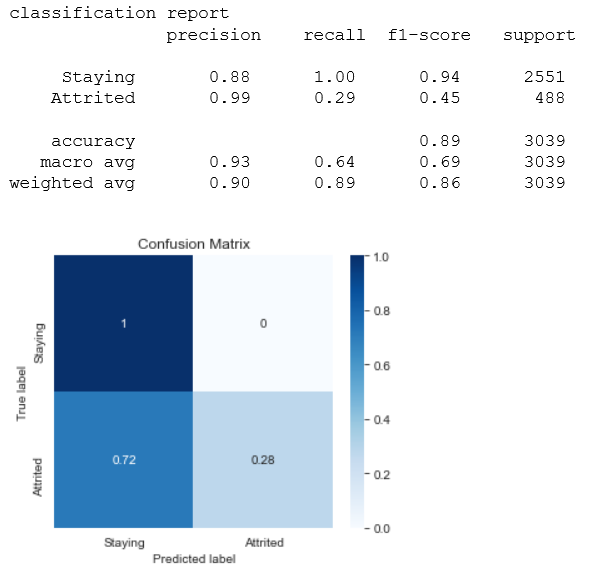 classification report
precision recall f1-score support
Staying 0.88 1.00 0.94 2551
Attrited 0.99 0.29 0.45 488
accuracy 0.89 3039
macro avg 0.93 0.64 0.69 3039
weighted avg 0.90 0.89 0.86 3039
Confusion Matrix
1.0
0.8
0.6
0.4
0.2
0.0
True label
Staying
Attrited
1 0
0.72 0.28
Staying Attrited
Predicted label